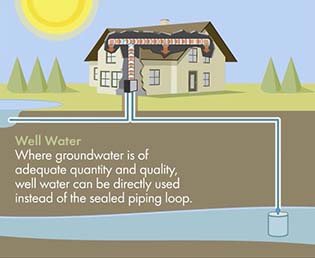 Well Water
Where groundwater is of
adequate quantity and quality,
well water can be directly used
instead of the sealed piping loop.